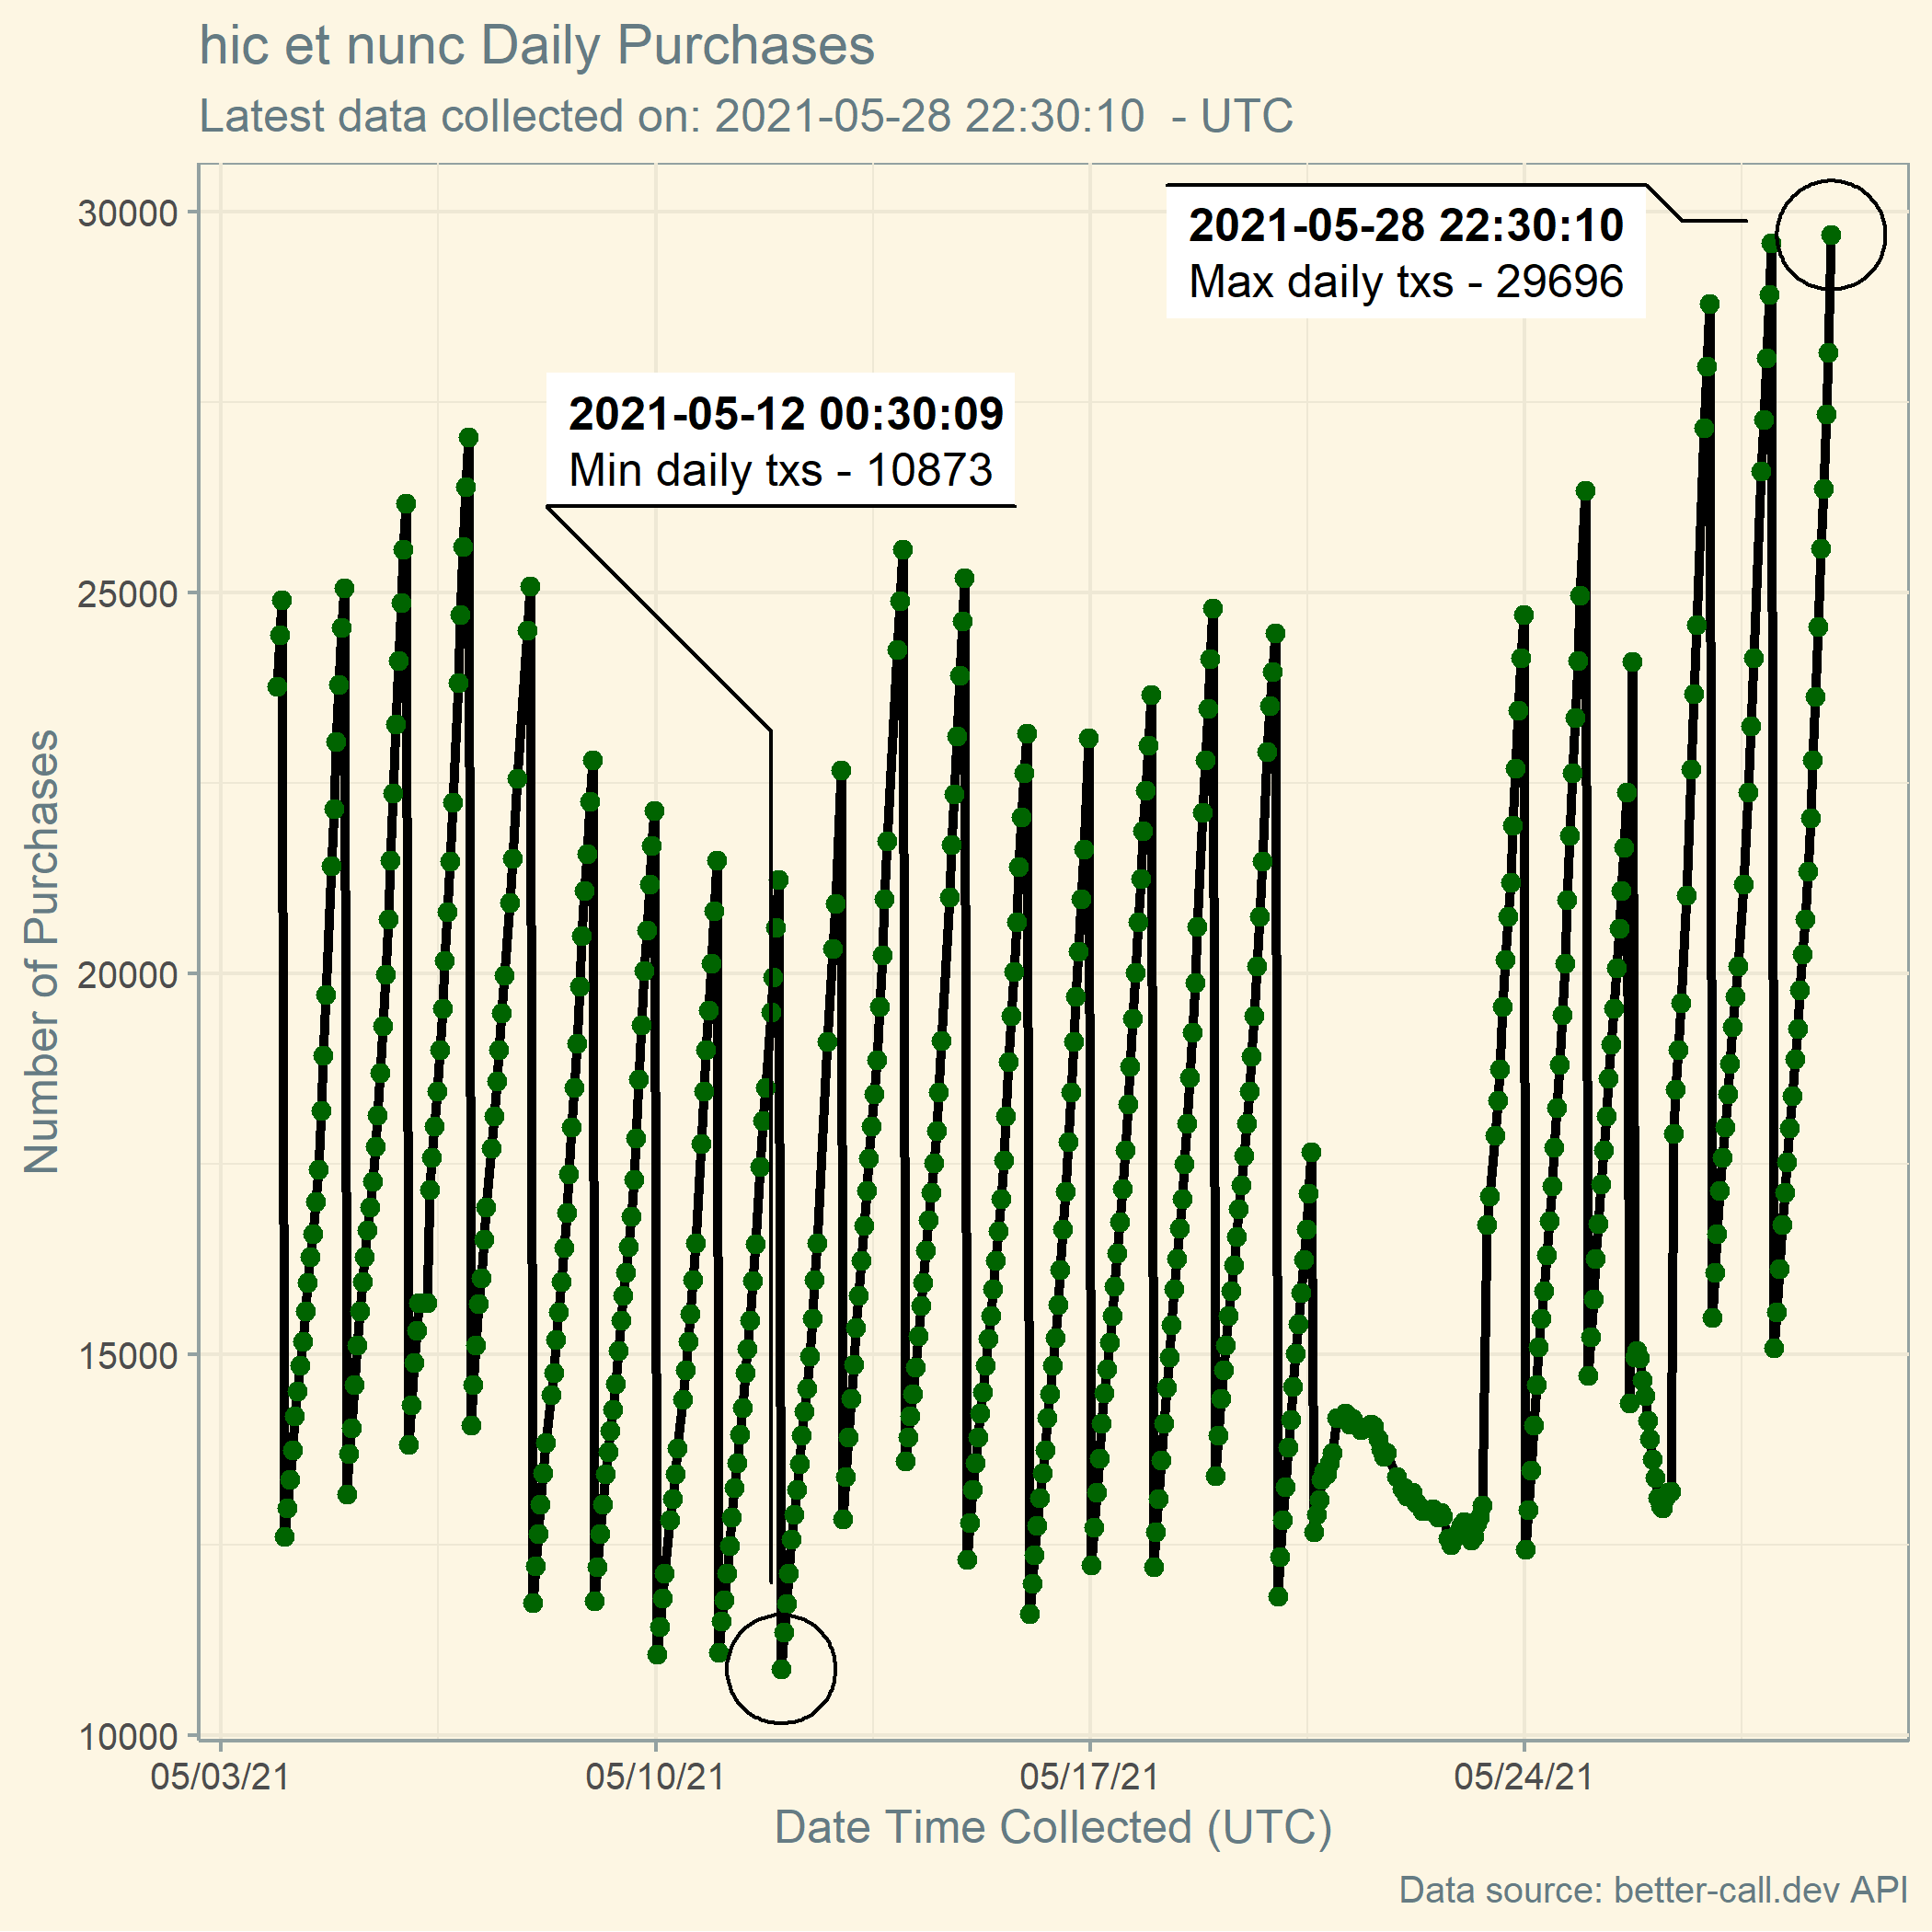 hic et nunc Daily Purchases
Latest data collected on: 2021-05-28 22:30:10  - UTC
30000
25000
20000
15000
10000
Number of Purchases
2021-05-28 22:30:10
Max daily txs - 29696
2021-05-12 00:30:09
Min daily txs - 10873
05/03/21
05/10/21
05/17/21
05/24/21
Date Time Collected (UTC)
Data source: better-call.dev API